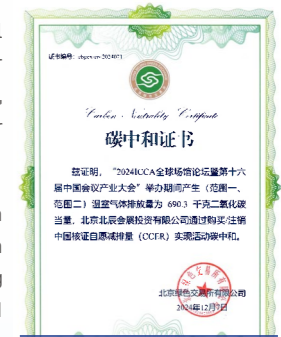 证书编号：cbgexevcn-2024071
Carbon Neutrality Certificate
碳中和证书
兹证明，“2024ICCA全球场馆论坛暨第十六
届中国会议产业大会”举办期间产生（范围一、
范围二）温室气体排放量为 690.3 千克二氧化碳
当量，北京北辰会展投资有限公司通过购买/注销
中国核证自愿减排量（CCER）实现活动碳中和。
北京绿色交易所有限公司
2024年12月7日